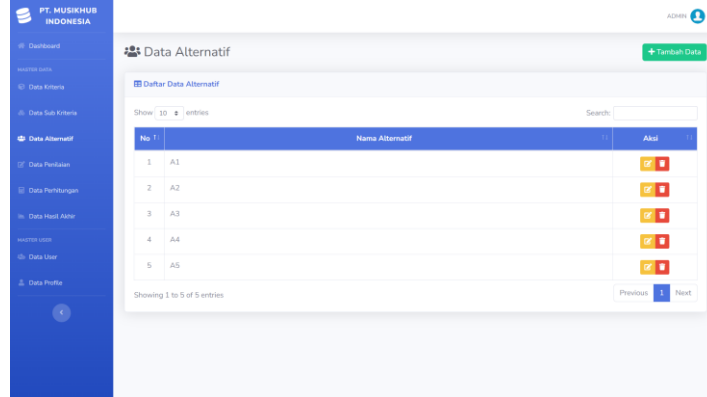 PT. MUSIKHUB
INDONESIA
ADMIN
Dashboard
MASTER DATA
Data Kriteria
Data Sub Kriteria
Data Alternatif
Data Penilaian
Data Perhitungan
Data Hasil Akhir
MASTER USER
Data User
Data Profile
Data Alternatif
+ Tambah Data
Daftar Data Alternatif
Show 10 entries
Search:
No Nama Alternatif Aksi
1 A1
2 A2
3 A3
4 A4
5 A5
Showing 1 to 5 of 5 entries
Previous 1 Next